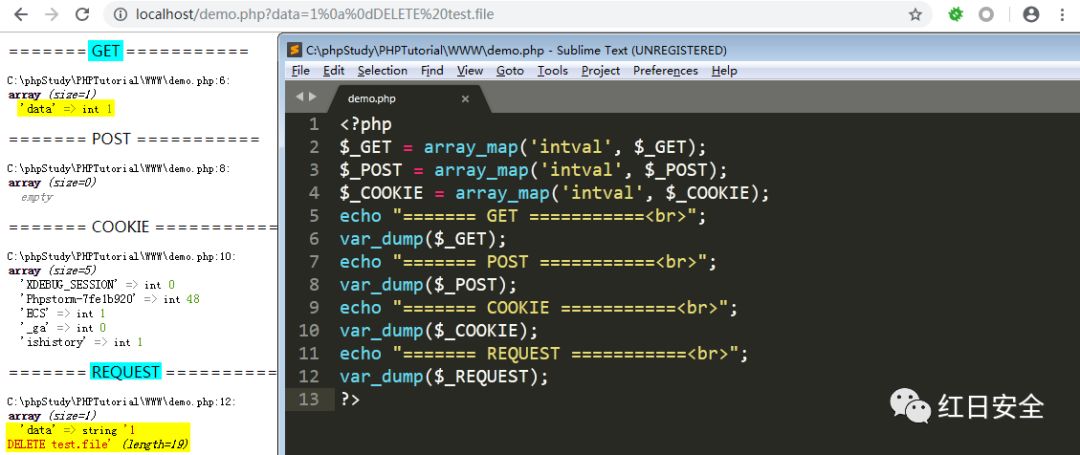 localhost/demo.php?data=1%0a%0dDELETE%20test.file
======= GET ===========
C:\phpStudy\PHPTutorial\WWW\demo.php:6:
array (size=1)
'data' => int 1
======= POST ===========
C:\phpStudy\PHPTutorial\WWW\demo.php:8:
array (size=0)
empty
======= COOKIE ===========
C:\phpStudy\PHPTutorial\WWW\demo.php:10:
array (size=5)
'XDEBUG_SESSION' => int 0
'Phpstorm-7fe1b920' => int 48
'ECS' => int 1
'_ga' => int 0
'ishistory' => int 1
======= REQUEST ==========
C:\phpStudy\PHPTutorial\WWW\demo.php:12:
array (size=1)
'data' => string '1
DELETE test.file' (length=19)
C:\phpStudy\PHPTutorial\WWW\demo.php - Sublime Text (UNREGISTERED)
File Edit Selection Find View Goto Tools Project Preferences Help
demo.php ×
1 <?php
2 $_GET = array_map('intval', $_GET);
3 $_POST = array_map('intval', $_POST);
4 $_COOKIE = array_map('intval', $_COOKIE);
5 echo "======= GET ===========<br>";
6 var_dump($_GET);
7 echo "======= POST ===========<br>";
8 var_dump($_POST);
9 echo "======= COOKIE ===========<br>";
10 var_dump($_COOKIE);
11 echo "======= REQUEST ===========<br>";
12 var_dump($_REQUEST);
13 ?>
红日安全